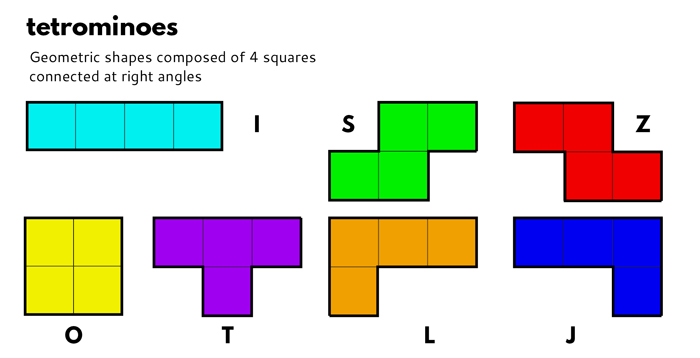 tetrominoes
Geometric shapes composed of 4 squares
connected at right angles
I
S
Z
O
T
L
J